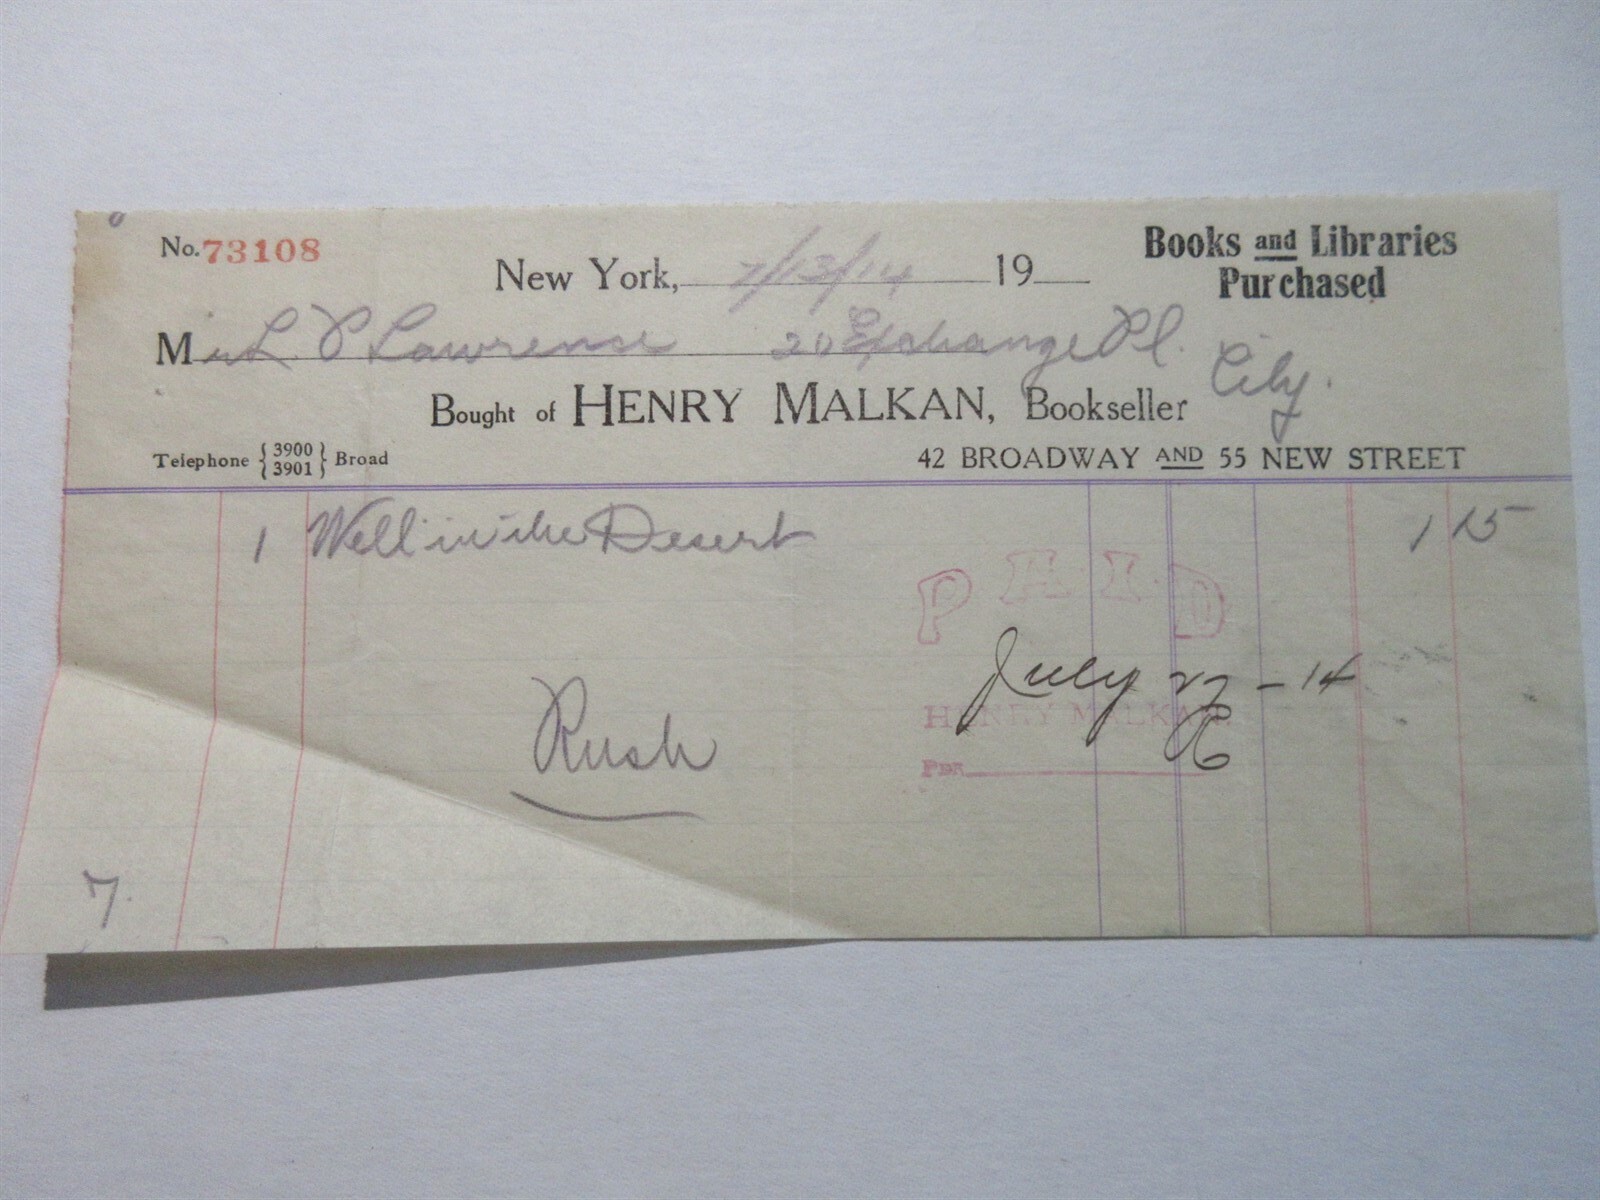 No. 73108
Books and Libraries
Purchased
New York, 7/13/14 19
Mr L. P. Lawrence 20 Exchange Pl. City.
Bought of HENRY MALKAN, Bookseller
Telephone { 3900 3901 } Broad
42 BROADWAY AND 55 NEW STREET
1 Well in the Desert 1 15
PAID
July 27-14
HENRY MALKAN.
PER
Rush
7.